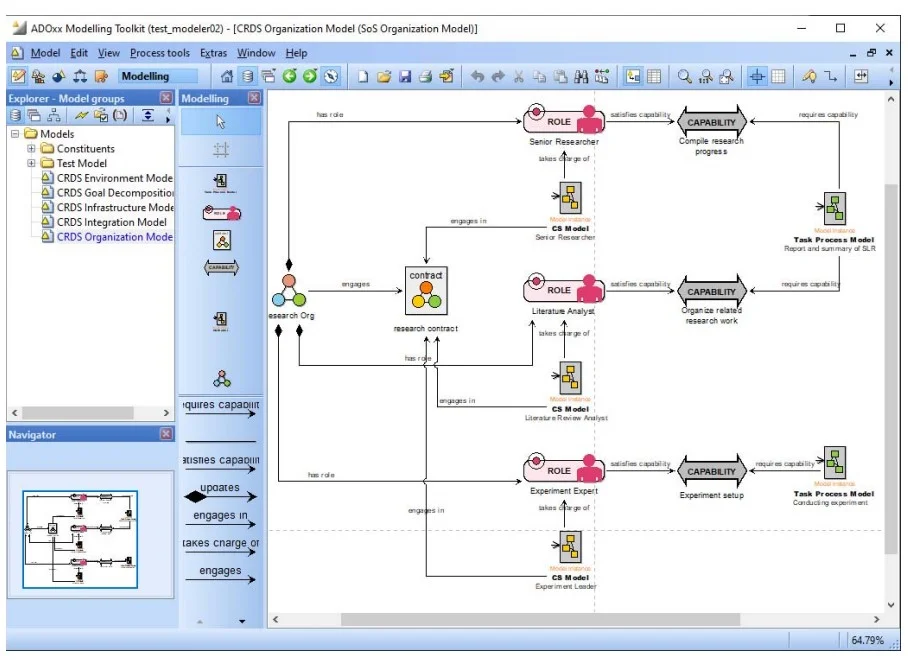 ADOxx Modelling Toolkit (test_modeler02) - [CRDS Organization Model (SoS Organization Model)]
Model Edit View Process tools Extras Window Help
Modelling
Explorer - Model groups
Models
Constituents
Test Model
CRDS Environment Mode
CRDS Goal Decompositio
CRDS Infrastructure Mode
CRDS Integration Model
CRDS Organization Mode
Navigator
Modelling
ROLE
CAPABILITY
quires capabilit
atisfies capabilit
updates
engages in
takes charge of
engages
has role
ROLE
Senior Researcher
satisfies capability
CAPABILITY
Compile research
progress
requires capability
takes charge of
Model Instance
CS Model
Senior Researcher
engages in
Model Instance
Task Process Model
Report and summary of SLR
esearch Org
engages
contract
research contract
ROLE
Literature Analyst
satisfies capability
CAPABILITY
Organize related
research work
requires capability
takes charge of
has role
Model Instance
CS Model
Literature Review Analyst
engages in
has role
ROLE
Experiment Expert
satisfies capability
CAPABILITY
Experiment setup
requires capability
Model Instance
Task Process Model
Conducting experiment
takes charge of
engages in
Model Instance
CS Model
Experiment Leader
64.79%